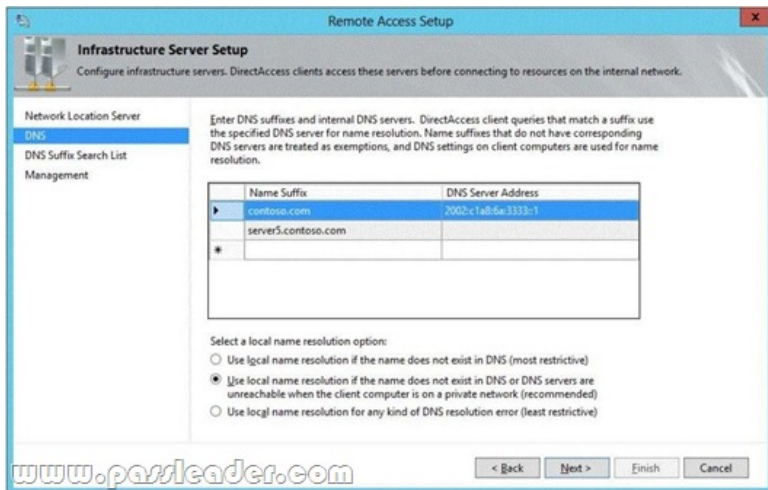 Remote Access Setup
x
Infrastructure Server Setup
Configure infrastructure servers. DirectAccess clients access these servers before connecting to resources on the internal network.
Network Location Server
DNS
DNS Suffix Search List
Management
Enter DNS suffixes and internal DNS servers. DirectAccess client queries that match a suffix use
the specified DNS server for name resolution. Name suffixes that do not have corresponding
DNS servers are treated as exemptions, and DNS settings on client computers are used for name
resolution.
Name Suffix DNS Server Address
contoso.com 2002:c1a8:6a:3333::1
server5.contoso.com
*
Select a local name resolution option:
Use local name resolution if the name does not exist in DNS (most restrictive)
Use local name resolution if the name does not exist in DNS or DNS servers are
unreachable when the client computer is on a private network (recommended)
Use local name resolution for any kind of DNS resolution error (least restrictive)
< Back Next > Finish Cancel
www.passleader.com